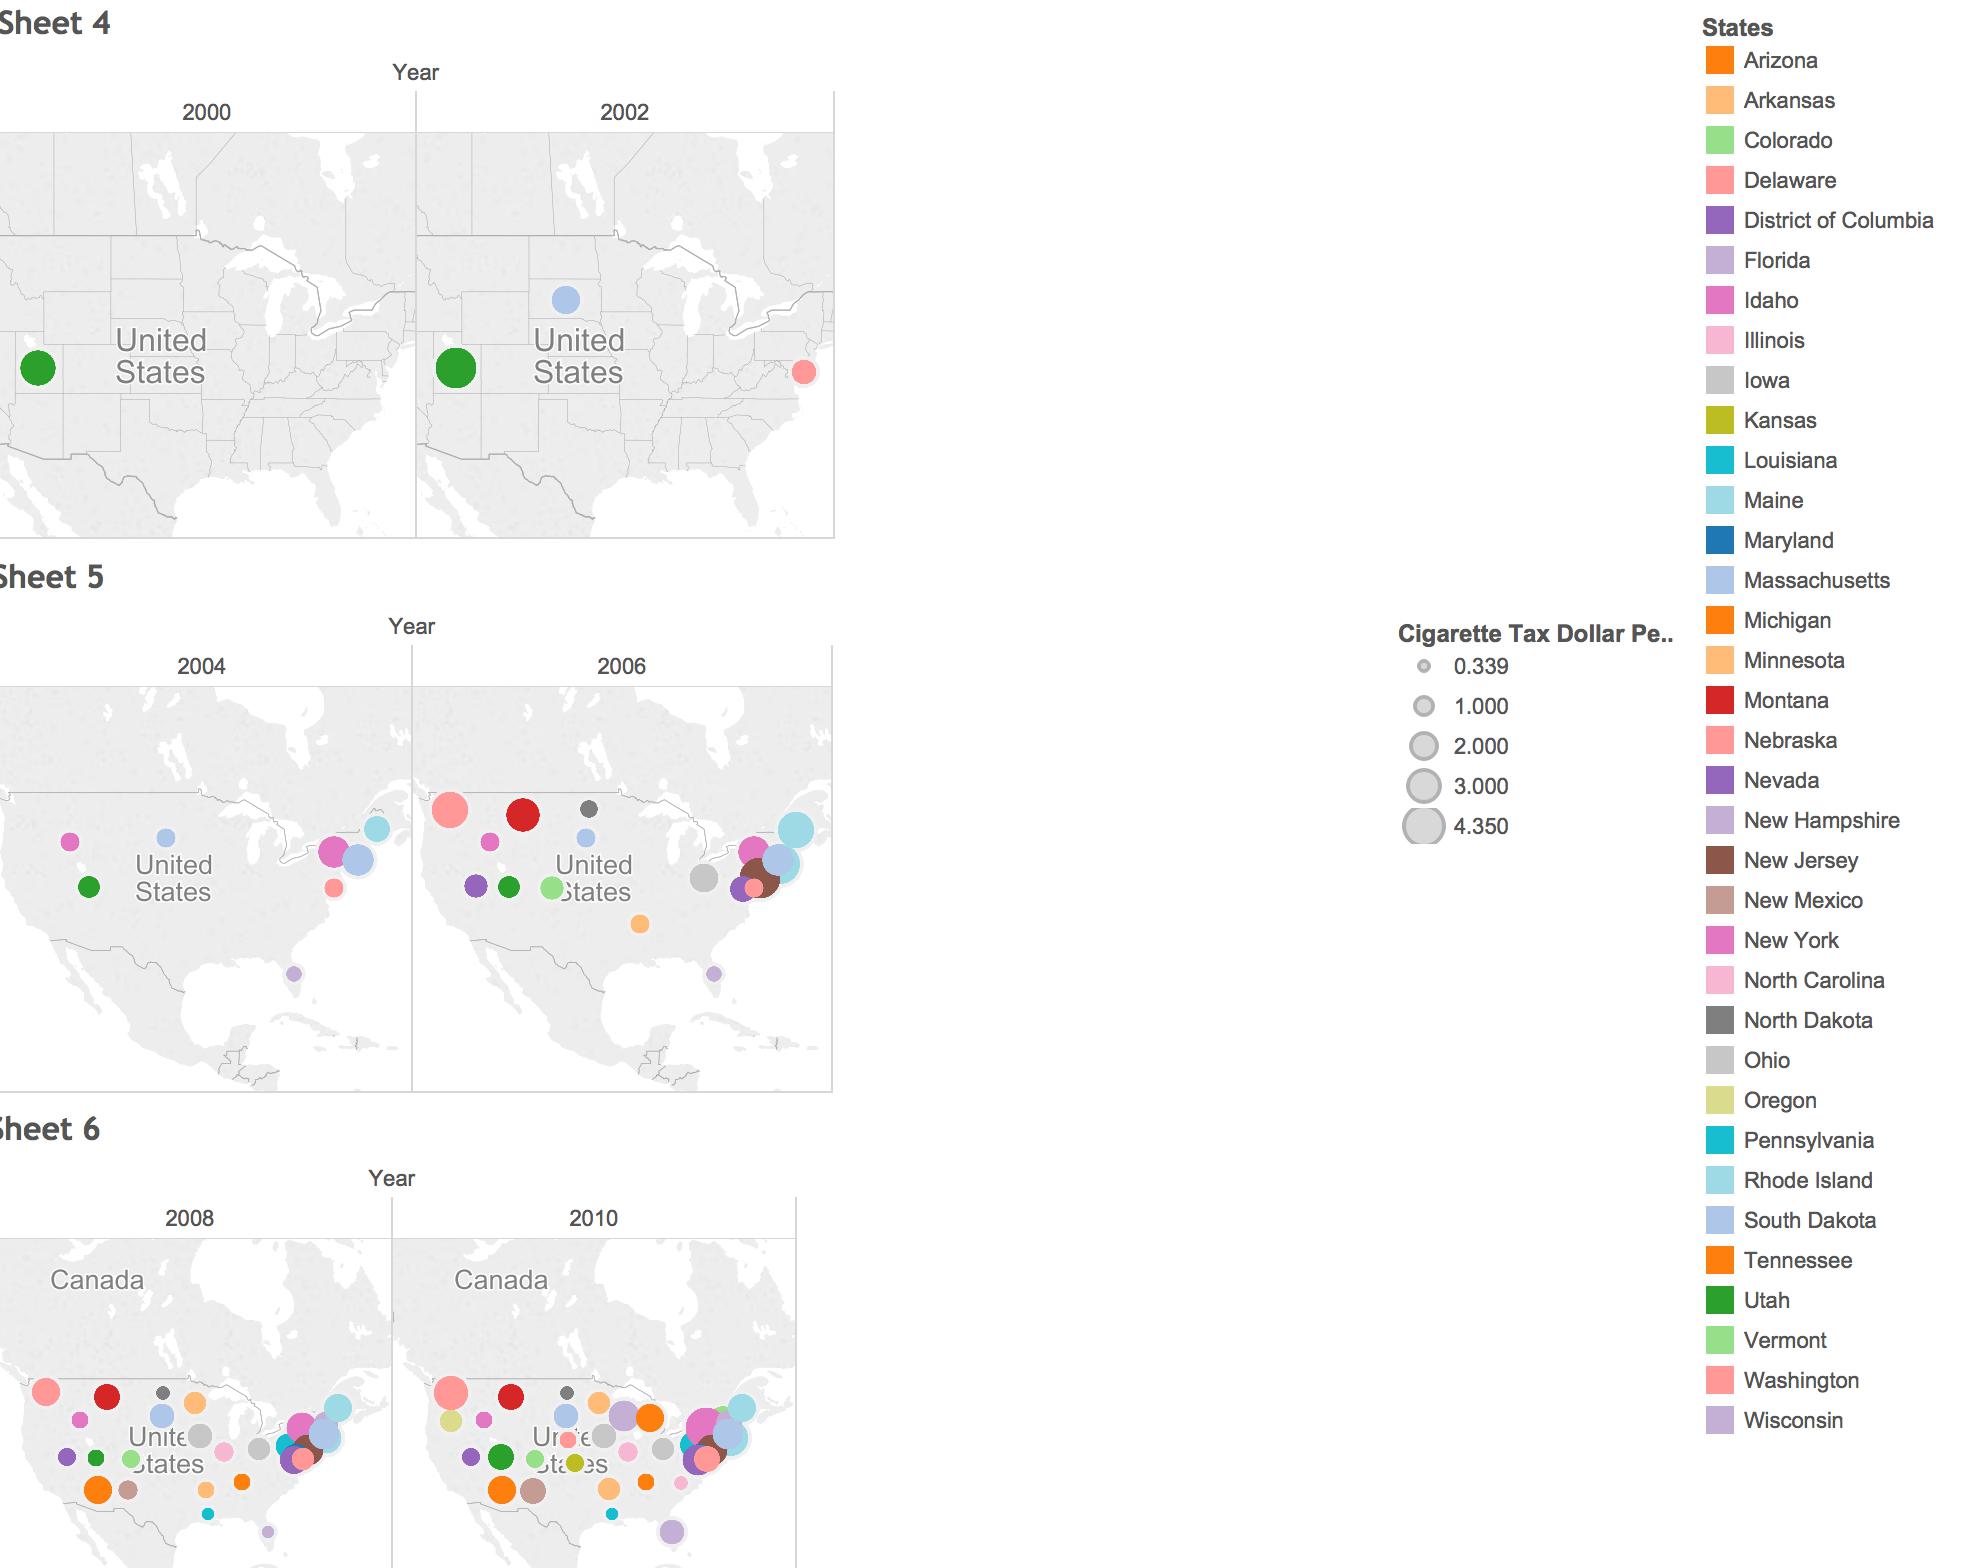 Sheet 4
Year
2000
2002
United
States
United
States
Sheet 5
Year
2004
2006
United
States
United
States
Sheet 6
Year
2008
2010
Canada
Canada
States
Cigarette Tax Dollar Pe..
0.339
1.000
2.000
3.000
4.350
States
Arizona
Arkansas
Colorado
Delaware
District of Columbia
Florida
Idaho
Illinois
Iowa
Kansas
Louisiana
Maine
Maryland
Massachusetts
Michigan
Minnesota
Montana
Nebraska
Nevada
New Hampshire
New Jersey
New Mexico
New York
North Carolina
North Dakota
Ohio
Oregon
Pennsylvania
Rhode Island
South Dakota
Tennessee
Utah
Vermont
Washington
Wisconsin